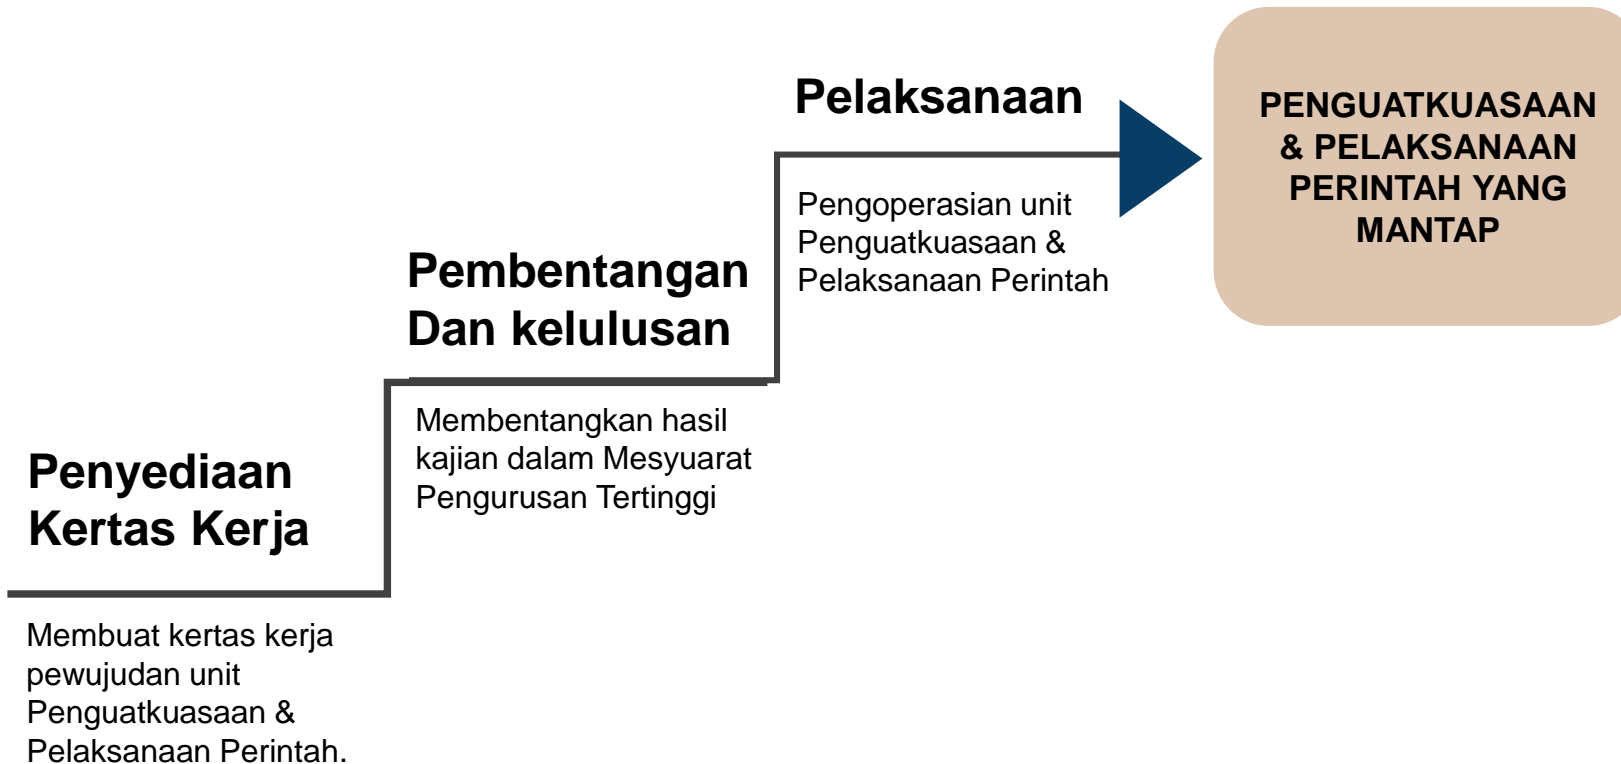 Penyediaan
Kertas Kerja
Membuat kertas kerja
pewujudan unit
Penguatkuasaan &
Pelaksanaan Perintah.
Pembentangan
Dan kelulusan
Membentangkan hasil
kajian dalam Mesyuarat
Pengurusan Tertinggi
Pelaksanaan
Pengoperasian unit
Penguatkuasaan &
Pelaksanaan Perintah
PENGUATKUASAAN
& PELAKSANAAN
PERINTAH YANG
MANTAP